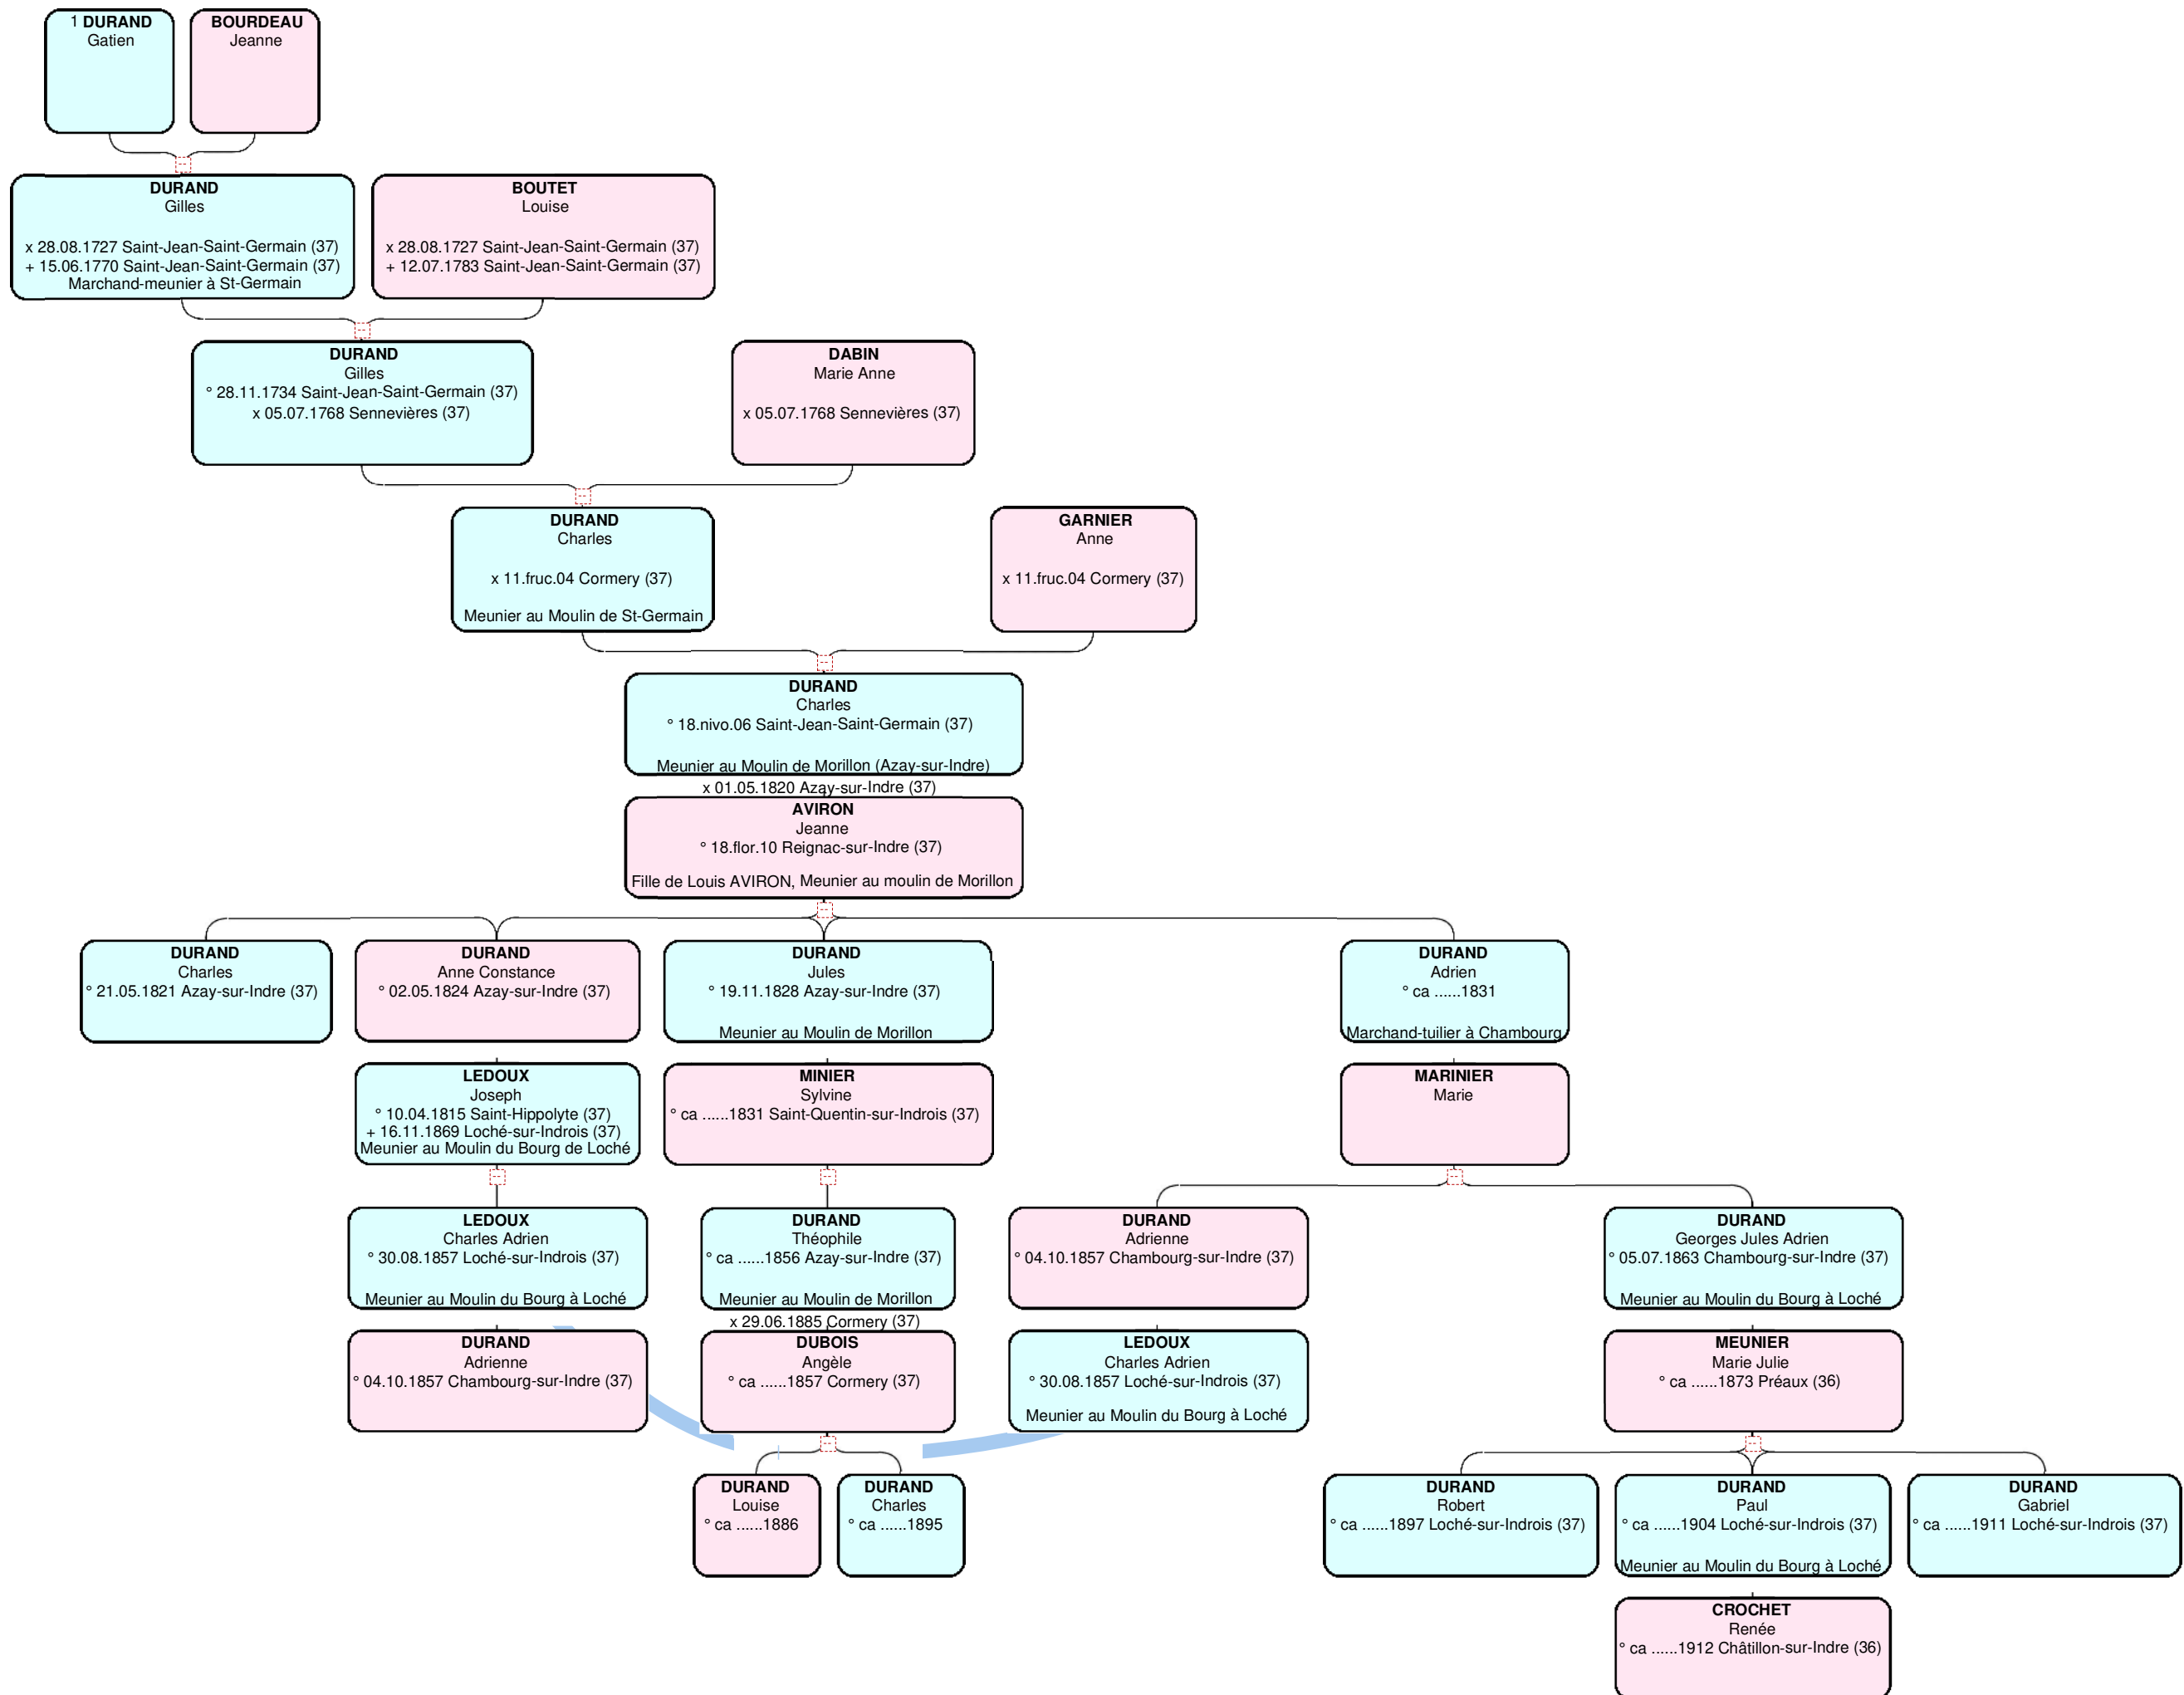 1 DURAND
Gatien
BOURDEAU
Jeanne
DURAND
Gilles
x 28.08.1727 Saint-Jean-Saint-Germain (37)
+ 15.06.1770 Saint-Jean-Saint-Germain (37)
Marchand-meunier à St-Germain
BOUTET
Louise
x 28.08.1727 Saint-Jean-Saint-Germain (37)
+ 12.07.1783 Saint-Jean-Saint-Germain (37)
DURAND
Gilles
° 28.11.1734 Saint-Jean-Saint-Germain (37)
x 05.07.1768 Sennevières (37)
DABIN
Marie Anne
x 05.07.1768 Sennevières (37)
DURAND
Charles
x 11.fruc.04 Cormery (37)
Meunier au Moulin de St-Germain
GARNIER
Anne
x 11.fruc.04 Cormery (37)
DURAND
Charles
° 18.nivo.06 Saint-Jean-Saint-Germain (37)
Meunier au Moulin de Morillon (Azay-sur-Indre)
x 01.05.1820 Azay-sur-Indre (37)
AVIRON
Jeanne
° 18.flor.10 Reignac-sur-Indre (37)
Fille de Louis AVIRON, Meunier au moulin de Morillon
DURAND
Charles
° 21.05.1821 Azay-sur-Indre (37)
DURAND
Anne Constance
° 02.05.1824 Azay-sur-Indre (37)
DURAND
Jules
° 19.11.1828 Azay-sur-Indre (37)
Meunier au Moulin de Morillon
DURAND
Adrien
° ca ......1831
Marchand-tuilier à Chambourg
LEDOUX
Joseph
° 10.04.1815 Saint-Hippolyte (37)
+ 16.11.1869 Loché-sur-Indrois (37)
Meunier au Moulin du Bourg de Loché
MINIER
Sylvine
° ca ......1831 Saint-Quentin-sur-Indrois (37)
MARINIER
Marie
LEDOUX
Charles Adrien
° 30.08.1857 Loché-sur-Indrois (37)
Meunier au Moulin du Bourg à Loché
DURAND
Théophile
° ca ......1856 Azay-sur-Indre (37)
Meunier au Moulin de Morillon
x 29.06.1885 Cormery (37)
DURAND
Adrienne
° 04.10.1857 Chambourg-sur-Indre (37)
DURAND
Georges Jules Adrien
° 05.07.1863 Chambourg-sur-Indre (37)
Meunier au Moulin du Bourg à Loché
DURAND
Adrienne
° 04.10.1857 Chambourg-sur-Indre (37)
DUBOIS
Angèle
° ca ......1857 Cormery (37)
LEDOUX
Charles Adrien
° 30.08.1857 Loché-sur-Indrois (37)
Meunier au Moulin du Bourg à Loché
MEUNIER
Marie Julie
° ca ......1873 Préaux (36)
DURAND
Louise
° ca ......1886
DURAND
Charles
° ca ......1895
DURAND
Robert
° ca ......1897 Loché-sur-Indrois (37)
DURAND
Paul
° ca ......1904 Loché-sur-Indrois (37)
Meunier au Moulin du Bourg à Loché
DURAND
Gabriel
° ca ......1911 Loché-sur-Indrois (37)
CROCHET
Renée
° ca ......1912 Châtillon-sur-Indre (36)